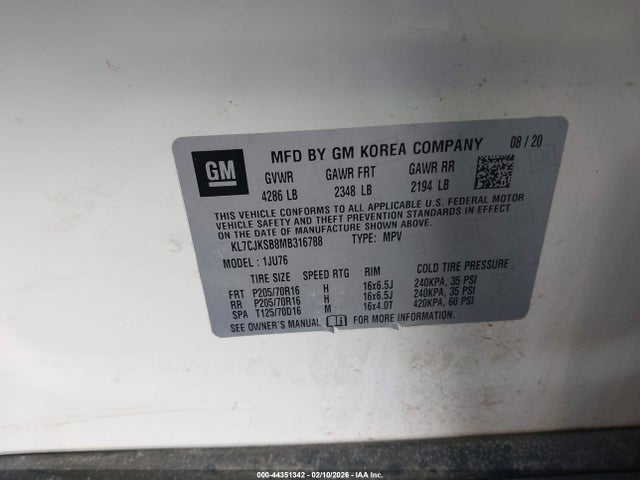 GM
MFD BY GM KOREA COMPANY 08 / 20
GVWR GAWR FRT GAWR RR
4286 LB 2348 LB 2194 LB
THIS VEHICLE CONFORMS TO ALL APPLICABLE U.S. FEDERAL MOTOR
VEHICLE SAFETY AND THEFT PREVENTION STANDARDS IN EFFECT ON
THE DATE OF MANUFACTURE SHOWN ABOVE.
KL7CJKSB8MB316788 TYPE: MPV
MODEL : 1JU76
TIRE SIZE SPEED RTG RIM COLD TIRE PRESSURE
FRT P205/70R16 H 16x6.5J 240KPA, 35 PSI
RR P205/70R16 H 16x6.5J 240KPA, 35 PSI
SPA T125/70D16 M 16x4.0T 420KPA, 60 PSI
SEE OWNER'S MANUAL FOR MORE INFORMATION.
000-44351342 - 02/10/2026 - IAA Inc.